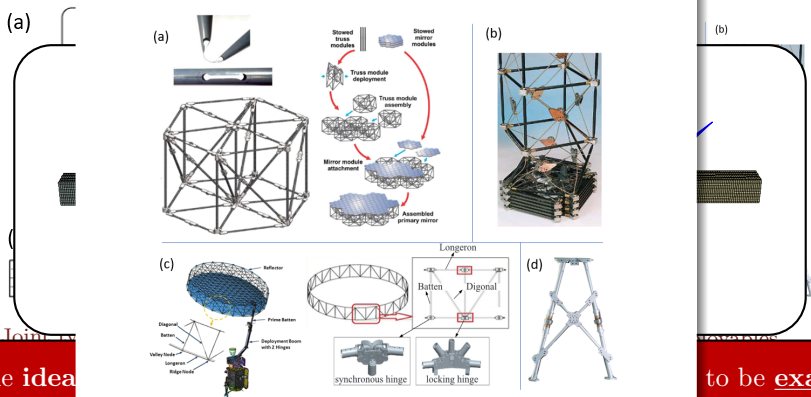 (a)
(b)
(a)
Stowed
truss
modules
Stowed
mirror
modules
Truss module
deployment
Truss module
assembly
Mirror module
attachment
Assembled
primary mirror
(b)
(c)
Reflector
Prime Batten
Deployment Boom
with 2 Hinges
Diagonal
Batten
Valley Node
Longeron
Ridge Node
Longeron
Batten
Digonal
synchronous hinge
locking hinge
(d)
idea
to be exa